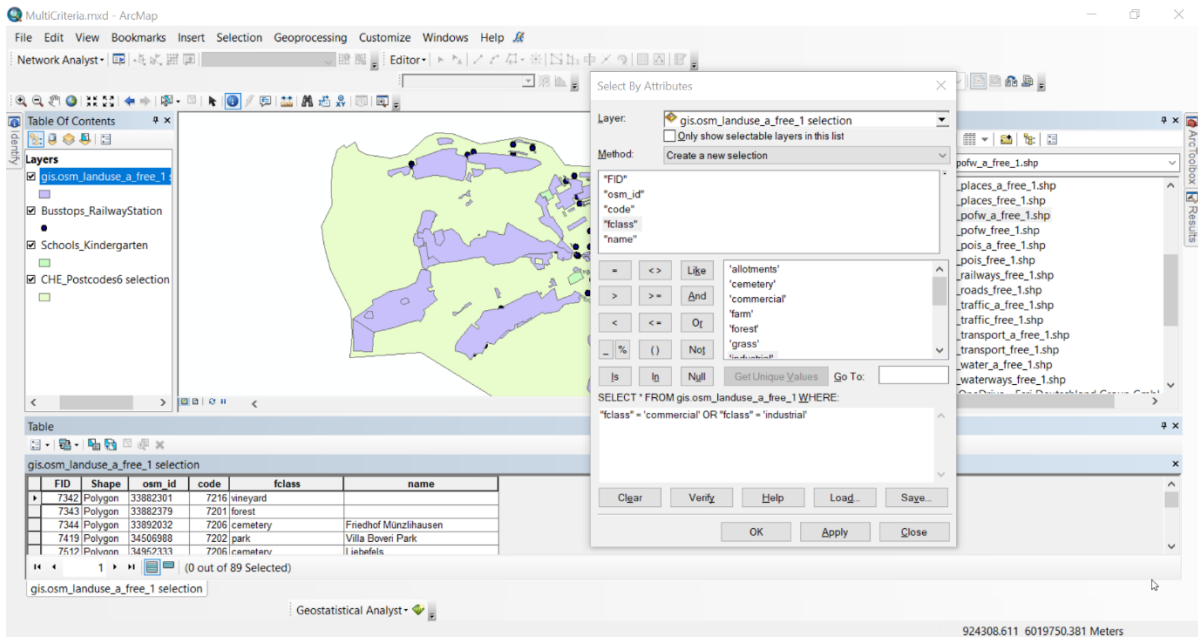 MultiCriteria.mxd - ArcMap
File Edit View Bookmarks Insert Selection Geoprocessing Customize Windows Help
Network Analyst
Editor
Table Of Contents
Identify
Layers
gis.osm_landuse_a_free_1 s
Busstops_RailwayStation
Schools_Kindergarten
CHE_Postcodes6 selection
Select By Attributes
Layer: gis.osm_landuse_a_free_1 selection
Only show selectable layers in this list
Method: Create a new selection
"FID"
"osm_id"
"code"
"fclass"
"name"
= <> Like
> >= And
< <= Or
_ % () Not
Is In Null
'allotments'
'cemetery'
'commercial'
'farm'
'forest'
'grass'
'industrial'
Get Unique Values Go To:
SELECT * FROM gis.osm_landuse_a_free_1 WHERE:
"fclass" = 'commercial' OR "fclass" = 'industrial'
Clear Verify Help Load... Save...
OK Apply Close
pofw_a_free_1.shp
_places_a_free_1.shp
_places_free_1.shp
_pofw_a_free_1.shp
_pofw_free_1.shp
_pois_a_free_1.shp
_pois_free_1.shp
_railways_free_1.shp
_roads_free_1.shp
_traffic_a_free_1.shp
_traffic_free_1.shp
_transport_a_free_1.shp
_transport_free_1.shp
_water_a_free_1.shp
_waterways_free_1.shp
ArcToolbox
Results
Table
gis.osm_landuse_a_free_1 selection
FID Shape osm_id code fclass name
7342 Polygon 33882301 7216 vineyard
7343 Polygon 33882379 7201 forest
7344 Polygon 33892032 7206 cemetery Friedhof Münzlihausen
7419 Polygon 34506988 7202 park Villa Boveri Park
7512 Polygon 34952333 7206 cemetery Liebefels
1 (0 out of 89 Selected)
gis.osm_landuse_a_free_1 selection
Geostatistical Analyst
924308.611 6019750.381 Meters